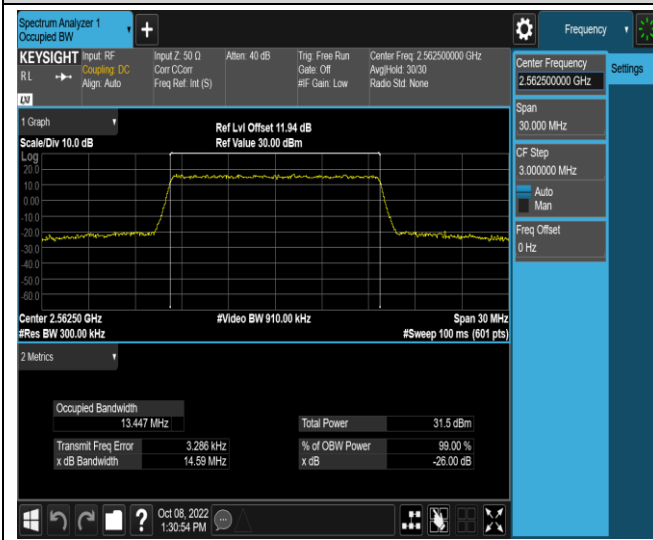 Spectrum Analyzer 1
Occupied BW
+
Frequency
KEYSIGHT
RL
LXI
Input: RF
Coupling: DC
Align: Auto
Input Z: 50 Ω
Corr CCorr
Freq Ref: Int (S)
Atten: 40 dB
Trig: Free Run
Gate: Off
#IF Gain: Low
Center Freq: 2.562500000 GHz
Avg|Hold: 30/30
Radio Std: None
Center Frequency
2.562500000 GHz
Settings
Span
30.000 MHz
CF Step
3.000000 MHz
Auto
Man
Freq Offset
0 Hz
1 Graph
Scale/Div 10.0 dB
Ref Lvl Offset 11.94 dB
Ref Value 30.00 dBm
Log
20.0
10.0
0.00
-10.0
-20.0
-30.0
-40.0
-50.0
-60.0
Center 2.56250 GHz
#Video BW 910.00 kHz
Span 30 MHz
#Res BW 300.00 kHz
#Sweep 100 ms (601 pts)
2 Metrics
Occupied Bandwidth
13.447 MHz
Total Power 31.5 dBm
Transmit Freq Error 3.286 kHz
% of OBW Power 99.00 %
x dB Bandwidth 14.59 MHz
x dB -26.00 dB
?
Oct 08, 2022
1:30:54 PM